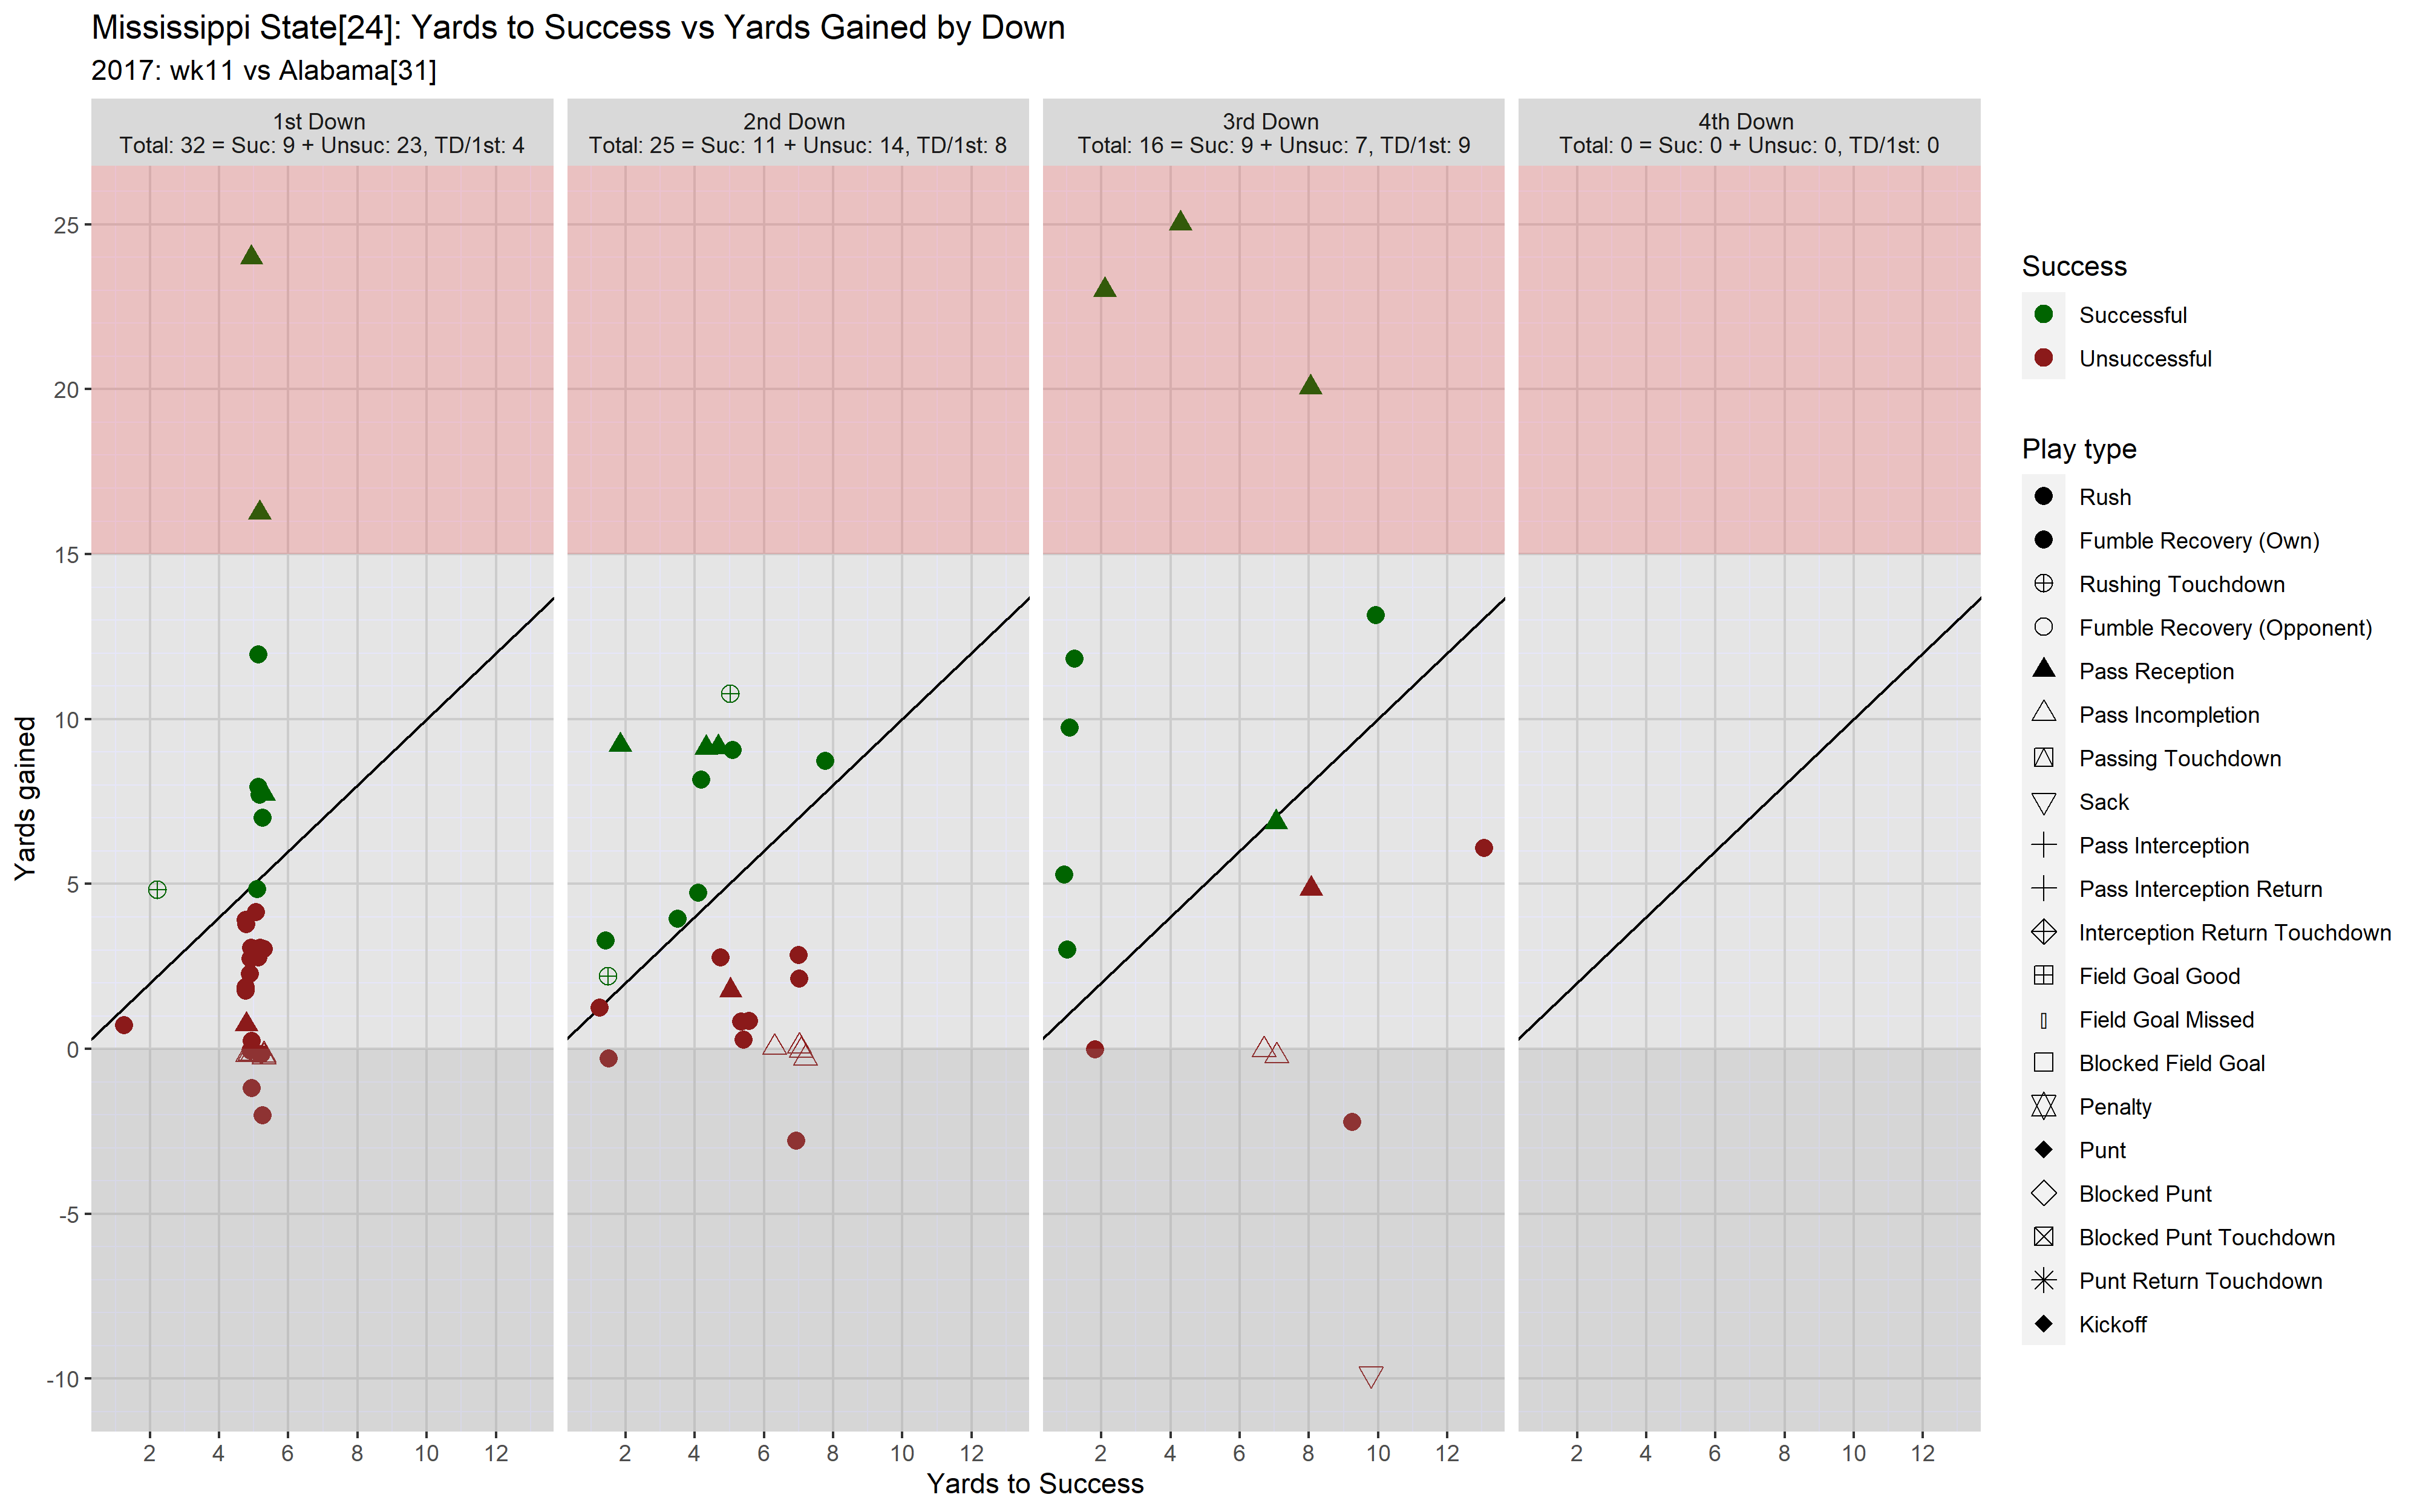 Mississippi State[24]: Yards to Success vs Yards Gained by Down
2017: wk11 vs Alabama[31]
1st Down
Total: 32 = Suc: 9 + Unsuc: 23, TD/1st: 4
2nd Down
Total: 25 = Suc: 11 + Unsuc: 14, TD/1st: 8
3rd Down
Total: 16 = Suc: 9 + Unsuc: 7, TD/1st: 9
4th Down
Total: 0 = Suc: 0 + Unsuc: 0, TD/1st: 0
Yards gained
25
20
15
10
5
0
-5
-10
2 4 6 8 10 12
2 4 6 8 10 12
2 4 6 8 10 12
2 4 6 8 10 12
Yards to Success
Success
Successful
Unsuccessful
Play type
Rush
Fumble Recovery (Own)
Rushing Touchdown
Fumble Recovery (Opponent)
Pass Reception
Pass Incompletion
Passing Touchdown
Sack
Pass Interception
Pass Interception Return
Interception Return Touchdown
Field Goal Good
Field Goal Missed
Blocked Field Goal
Penalty
Punt
Blocked Punt
Blocked Punt Touchdown
Punt Return Touchdown
Kickoff